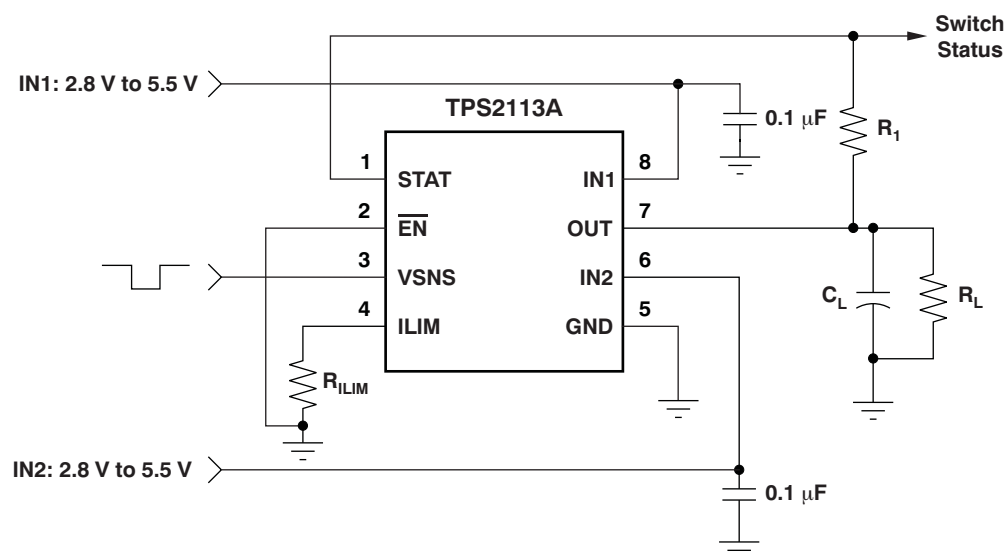 Switch
Status
IN1: 2.8 V to 5.5 V
TPS2113A
0.1 μF
R1
1
STAT
IN1
8
2
EN
OUT
7
3
VSNS
IN2
6
4
ILIM
GND
5
CL
RL
RILIM
IN2: 2.8 V to 5.5 V
0.1 μF